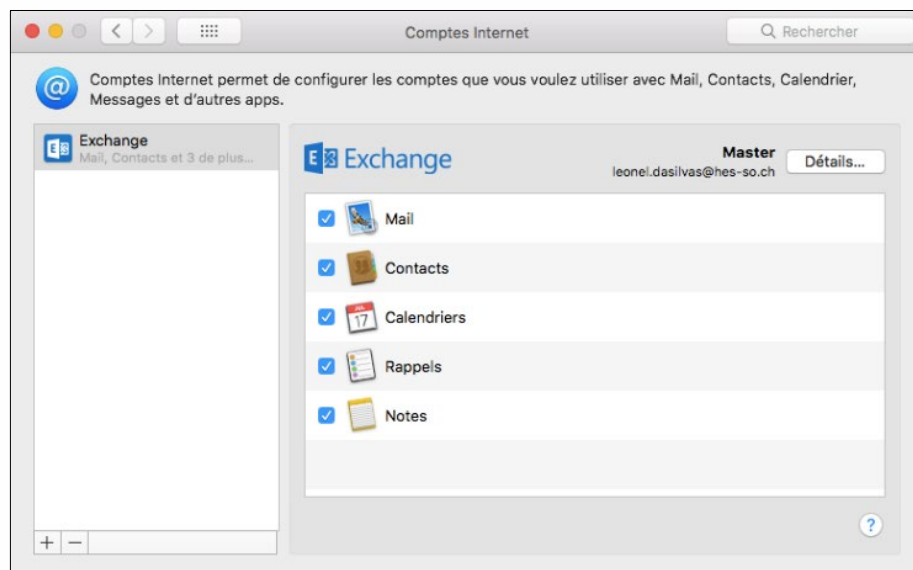 Comptes Internet
Rechercher
Comptes Internet permet de configurer les comptes que vous voulez utiliser avec Mail, Contacts, Calendrier,
Messages et d'autres apps.
Exchange
Mail, Contacts et 3 de plus...
E Exchange
Master
leonel.dasilvas@hes-so.ch
Détails...
Mail
Contacts
JUL
17
Calendriers
Rappels
Notes
+ −
?